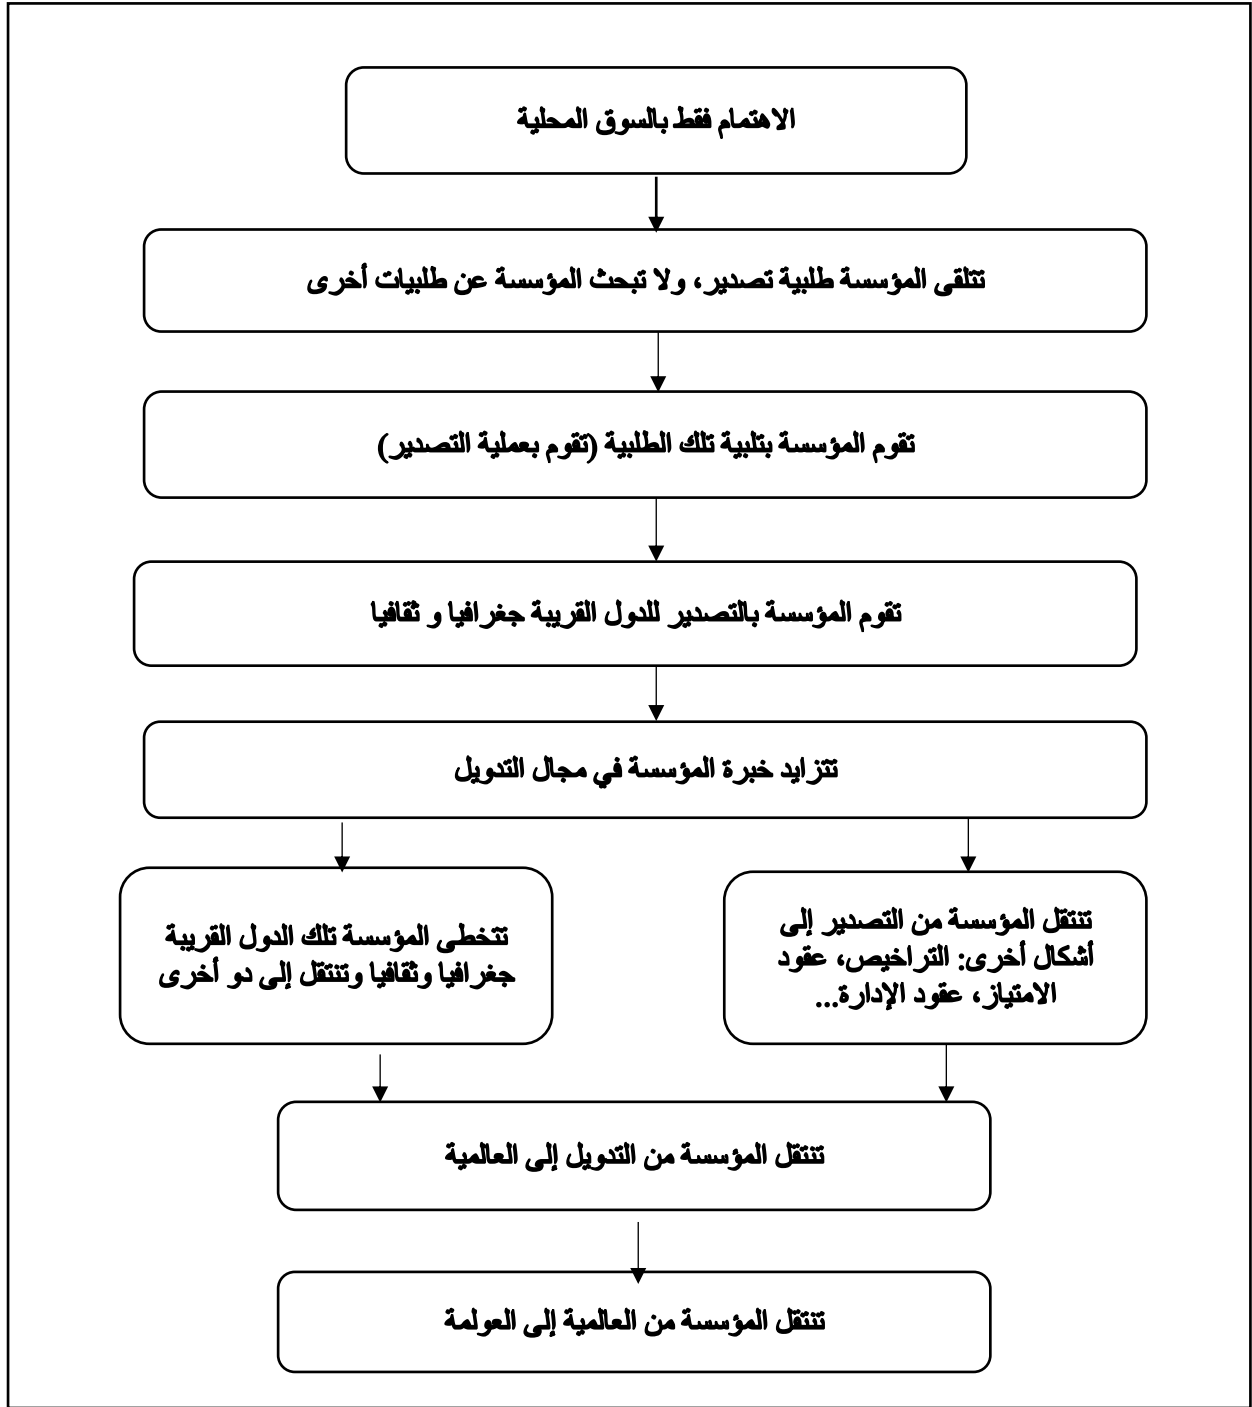 الاهتمام فقط بالسوق المحلية
تتلقى المؤسسة طلبية تصدير، ولا تبحث المؤسسة عن طلبيات أخرى
تقوم المؤسسة بتلبية تلك الطلبية (تقوم بعملية التصدير)
تقوم المؤسسة بالتصدير للدول القريبة جغرافيا و ثقافيا
تتزايد خبرة المؤسسة في مجال التدويل
تنتقل المؤسسة من التصدير إلى
أشكال أخرى: التراخيص، عقود
الامتياز، عقود الإدارة...
تتخطى المؤسسة تلك الدول القريبة
جغرافيا وثقافيا وتنتقل إلى دو أخرى
تنتقل المؤسسة من التدويل إلى العالمية
تنتقل المؤسسة من العالمية إلى العولمة